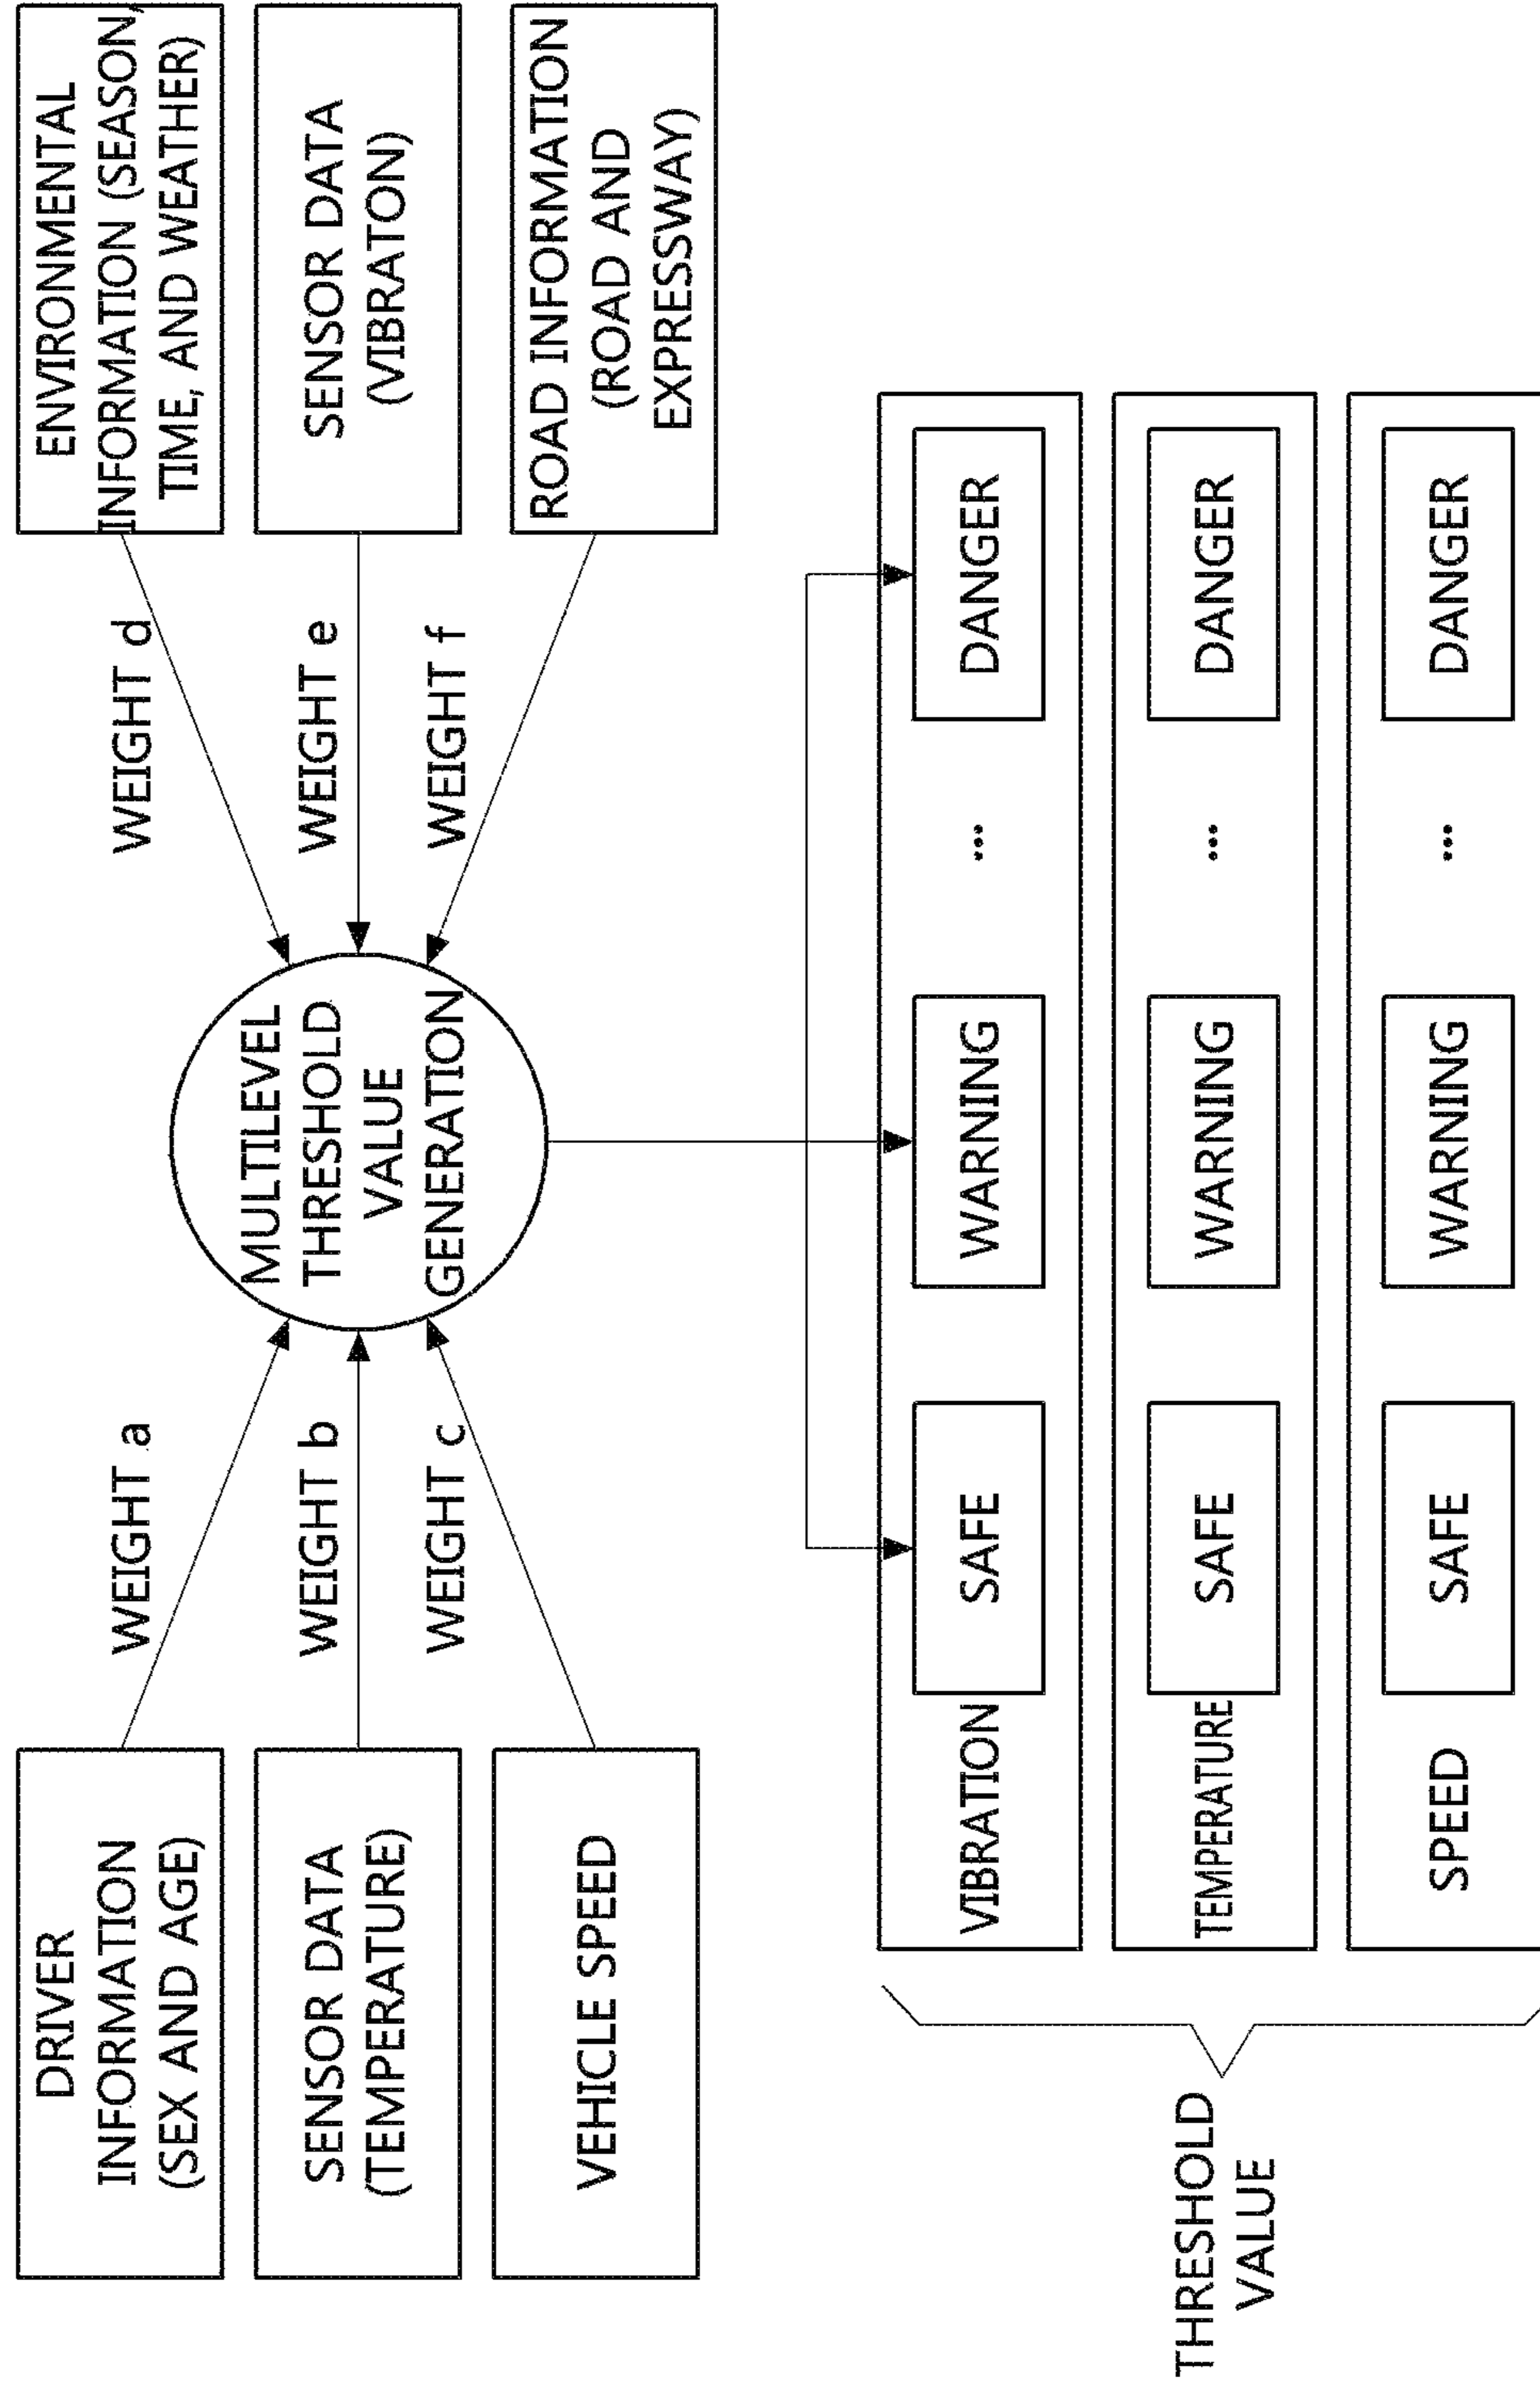 DRIVER
INFORMATION
(SEX AND AGE)
SENSOR DATA
(TEMPERATURE)
VEHICLE SPEED
WEIGHT a
WEIGHT b
WEIGHT c
MULTILEVEL
THRESHOLD
VALUE
GENERATION
WEIGHT d
WEIGHT e
WEIGHT f
ENVIRONMENTAL
INFORMATION (SEASON,
TIME, AND WEATHER)
SENSOR DATA
(VIBRATON)
ROAD INFORMATION
(ROAD AND
EXPRESSWAY)
THRESHOLD
VALUE
VIBRATION SAFE WARNING ... DANGER
TEMPERATURE SAFE WARNING ... DANGER
SPEED SAFE WARNING ... DANGER